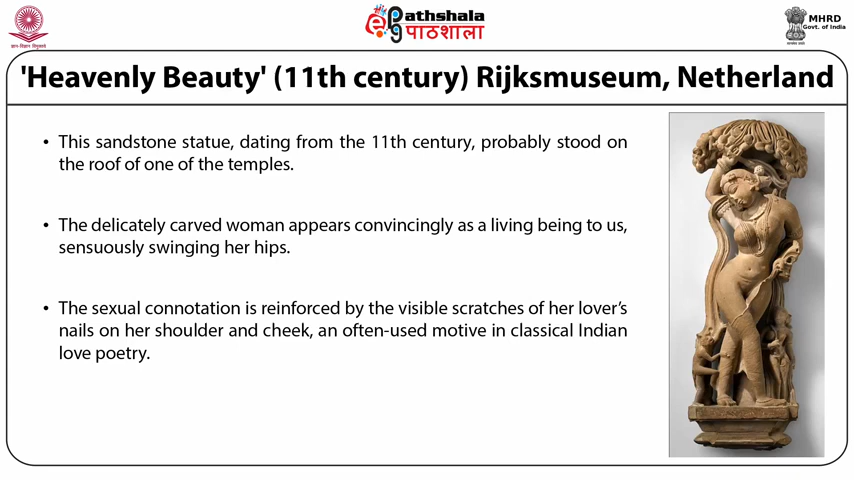 ePathshala
पाठशाला
MHRD
Govt. of India
'Heavenly Beauty' (11th century) Rijksmuseum, Netherland
• This sandstone statue, dating from the 11th century, probably stood on
the roof of one of the temples.
• The delicately carved woman appears convincingly as a living being to us,
sensuously swinging her hips.
• The sexual connotation is reinforced by the visible scratches of her lover’s
nails on her shoulder and cheek, an often-used motive in classical Indian
love poetry.